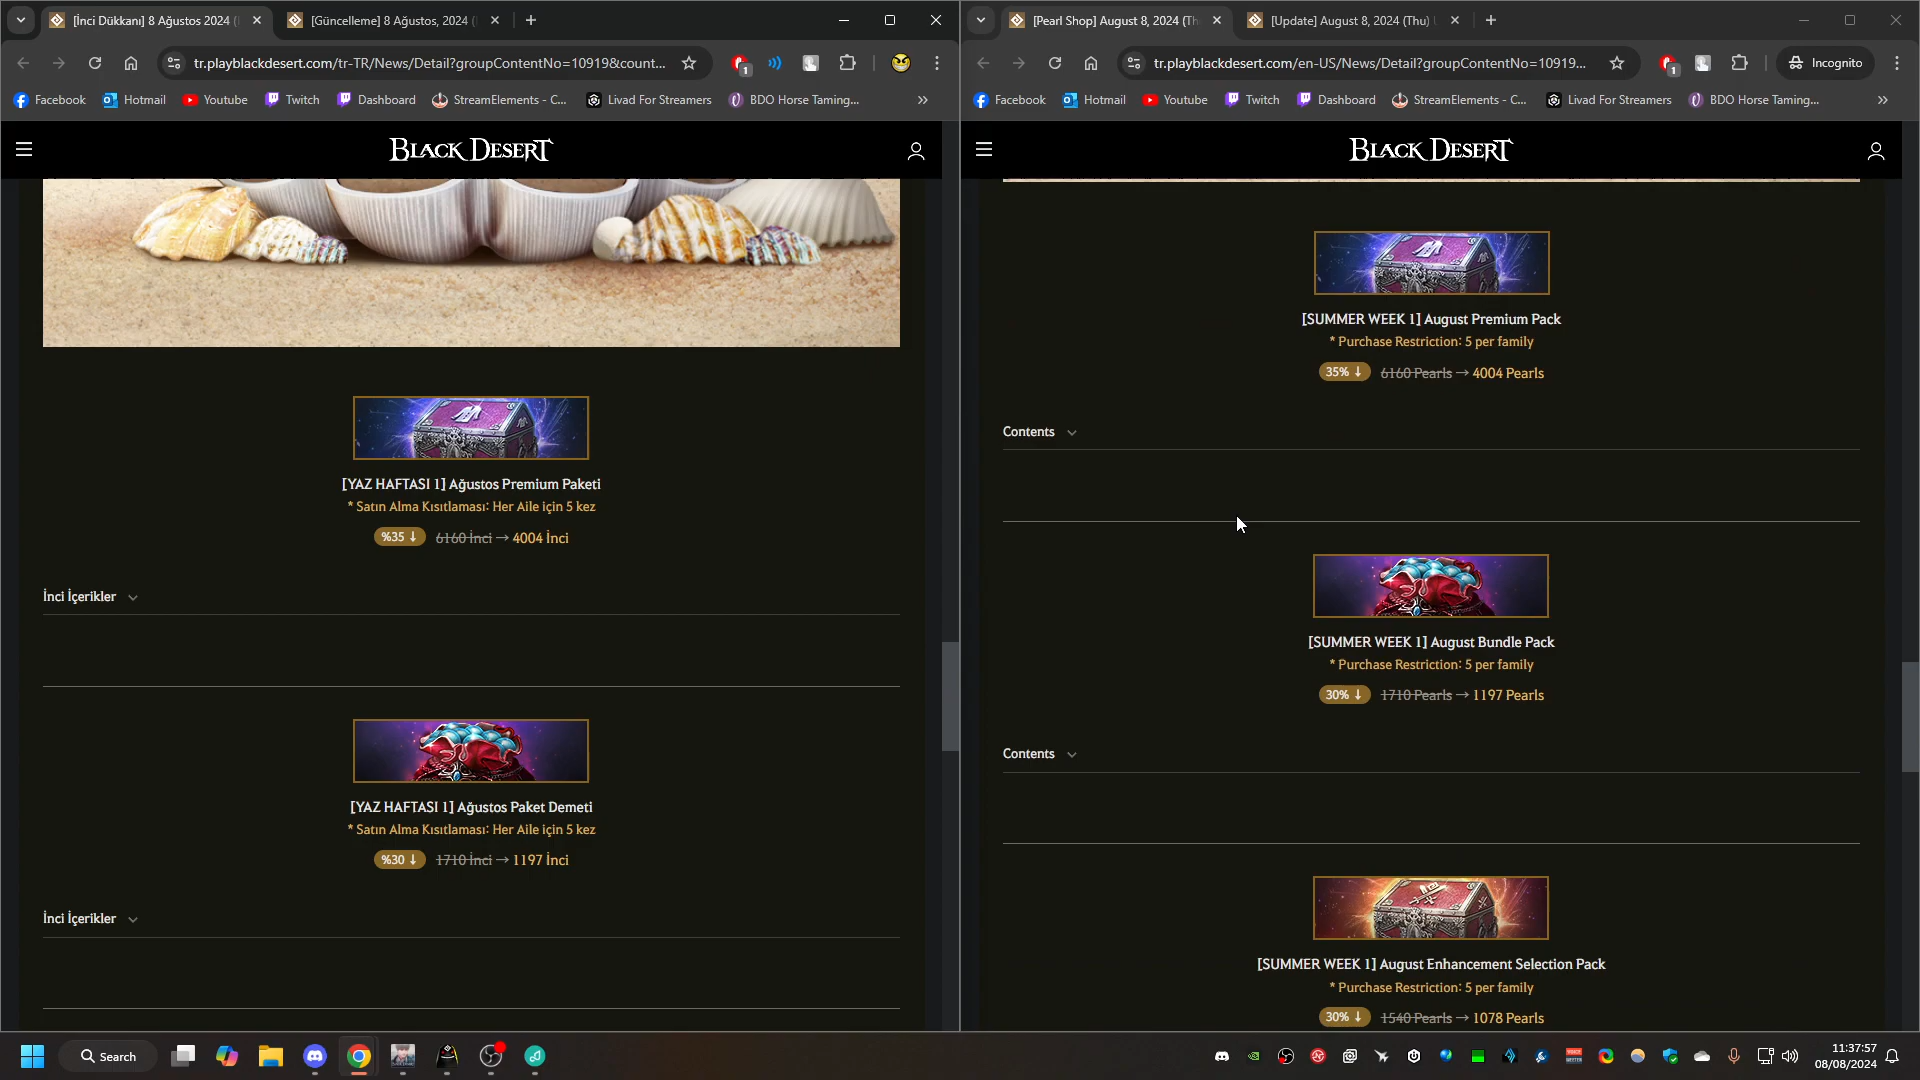 [İnci Dükkanı] 8 Ağustos 2024 (
[Güncelleme] 8 Ağustos, 2024 (
tr.playblackdesert.com/tr-TR/News/Detail?groupContentNo=10919&count...
1
Facebook
Hotmail
Youtube
Twitch
Dashboard
StreamElements - C...
Livad For Streamers
BDO Horse Taming...
»
BLACK DESERT
[YAZ HAFTASI 1] Ağustos Premium Paketi
* Satın Alma Kısıtlaması: Her Aile için 5 kez
%35 ↓ 6160 İnci → 4004 İnci
İnci İçerikler
[YAZ HAFTASI 1] Ağustos Paket Demeti
* Satın Alma Kısıtlaması: Her Aile için 5 kez
%30 ↓ 1710 İnci → 1197 İnci
İnci İçerikler
[Pearl Shop] August 8, 2024 (Th
[Update] August 8, 2024 (Thu) U
tr.playblackdesert.com/en-US/News/Detail?groupContentNo=10919...
1
Incognito
Facebook
Hotmail
Youtube
Twitch
Dashboard
StreamElements - C...
Livad For Streamers
BDO Horse Taming...
»
BLACK DESERT
[SUMMER WEEK 1] August Premium Pack
* Purchase Restriction: 5 per family
35% ↓ 6160 Pearls → 4004 Pearls
Contents
[SUMMER WEEK 1] August Bundle Pack
* Purchase Restriction: 5 per family
30% ↓ 1710 Pearls → 1197 Pearls
Contents
[SUMMER WEEK 1] August Enhancement Selection Pack
* Purchase Restriction: 5 per family
30% ↓ 1540 Pearls → 1078 Pearls
Search
11:37:57
08/08/2024